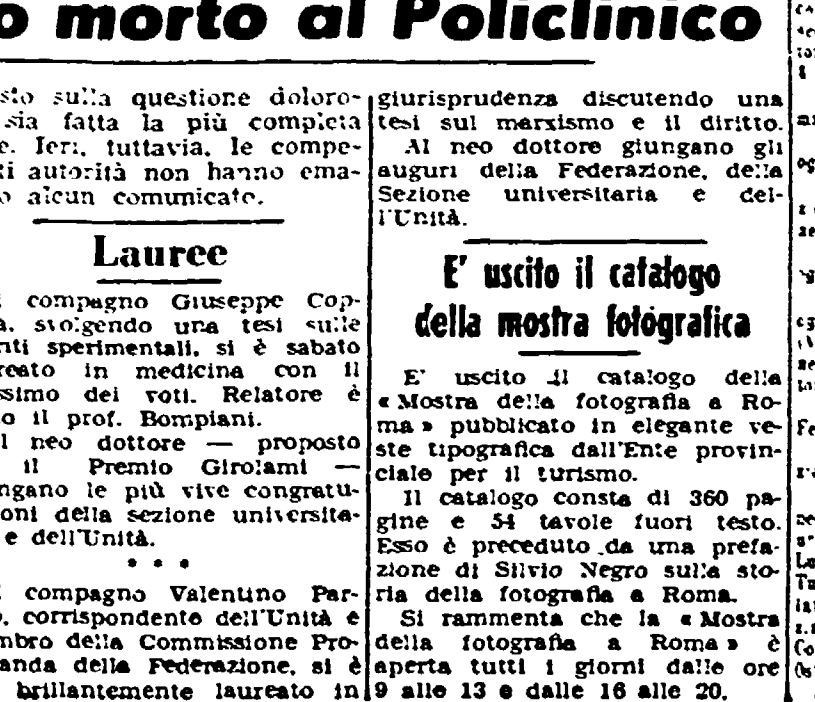 o morto al Policlinico
sto sulla questione doloro-
sia fatta la più completa
e. Ieri, tuttavia, le compe-
ti autorità non hanno ema-
o alcun comunicato.
Lauree
compagno Giuseppe Cop-
a, svolgendo una tesi sulle
nti sperimentali, si è sabato
reato in medicina con il
ssimo dei voti. Relatore è
o il prof. Bompiani.
l neo dottore — proposto
il Premio Girolami —
ngano le più vive congratu-
oni della sezione universita-
e dell'Unità.
* * *
compagno Valentino Par-
o, corrispondente dell'Unità e
mbro della Commissione Pro-
anda della Federazione, si è
brillantemente laureato in
giurisprudenza discutendo una
tesi sul marxismo e il diritto.
Al neo dottore giungano gli
auguri della Federazione, della
Sezione universitaria e del-
l'Unità.
E' uscito il catalogo
della mostra fotografica
E' uscito il catalogo della
« Mostra della fotografia a Ro-
ma » pubblicato in elegante ve-
ste tipografica dall'Ente provin-
ciale per il turismo.
Il catalogo consta di 360 pa-
gine e 54 tavole fuori testo.
Esso è preceduto da una prefa-
zione di Silvio Negro sulla sto-
ria della fotografia a Roma.
Si rammenta che la « Mostra
della fotografia a Roma » è
aperta tutti i giorni dalle ore
9 alle 13 e dalle 16 alle 20.